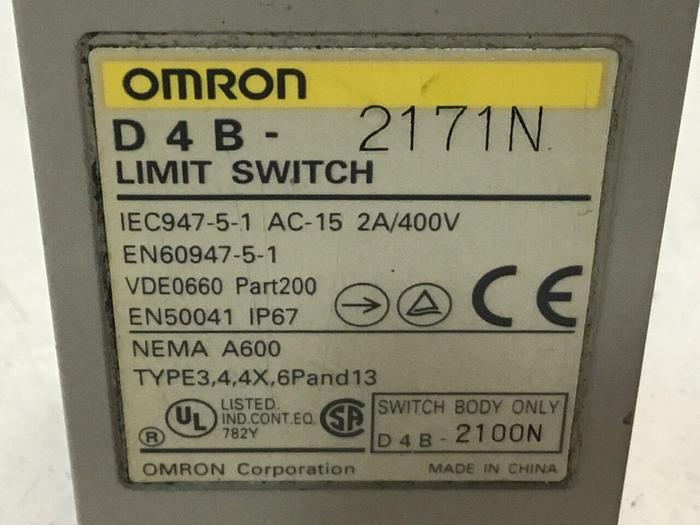 OMRON
D4B- 2171N
LIMIT SWITCH
IEC947-5-1 AC-15 2A/400V
EN60947-5-1
VDE0660 Part200
EN50041 IP67
CE
NEMA A600
TYPE3,4,4X,6Pand13
UL LISTED
IND.CONT.EQ.
782Y
SA
SWITCH BODY ONLY
D4B-2100N
®
OMRON Corporation MADE IN CHINA